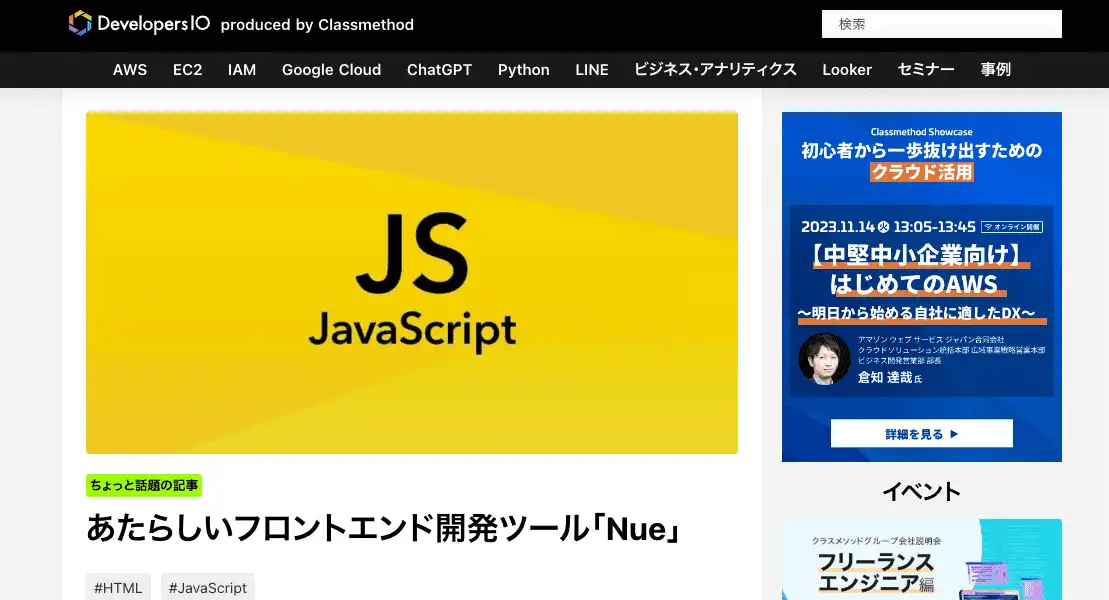 DevelopersIO produced by Classmethod
検索
AWS EC2 IAM Google Cloud ChatGPT Python LINE ビジネス・アナリティクス Looker セミナー 事例
JS
JavaScript
ちょっと話題の記事
あたらしいフロントエンド開発ツール「Nue」
#HTML #JavaScript
Classmethod Showcase
初心者から一歩抜け出すための
クラウド活用
2023.11.14 火 13:05-13:45 オンライン開催
【中堅中小企業向け】
はじめてのAWS
〜明日から始める自社に適したDX〜
アマゾン ウェブ サービス ジャパン合同会社
クラウドソリューション統括本部 広域事業戦略営業本部
ビジネス開発営業部 部長
倉知 達哉 氏
詳細を見る ▶
イベント
クラスメソッドグループ会社説明会
フリーランス
エンジニア編